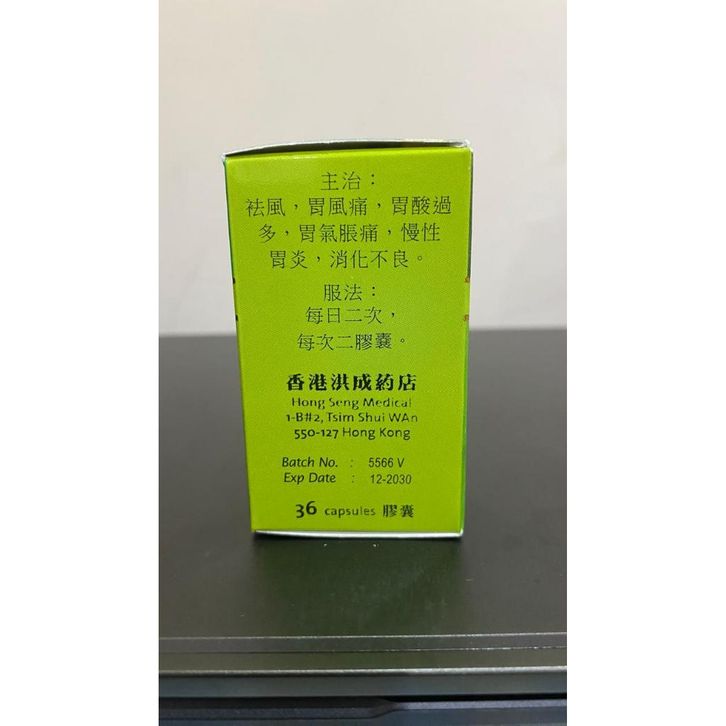 主治：
祛風，胃風痛，胃酸過
多，胃氣脹痛，慢性
胃炎，消化不良。
服法：
每日二次，
每次二膠囊。
香港洪成葯店
Hong Seng Medical
1-B#2, Tsim Shui WAn
550-127 Hong Kong
Batch No. : 5566 V
Exp Date : 12-2030
36 capsules 膠囊